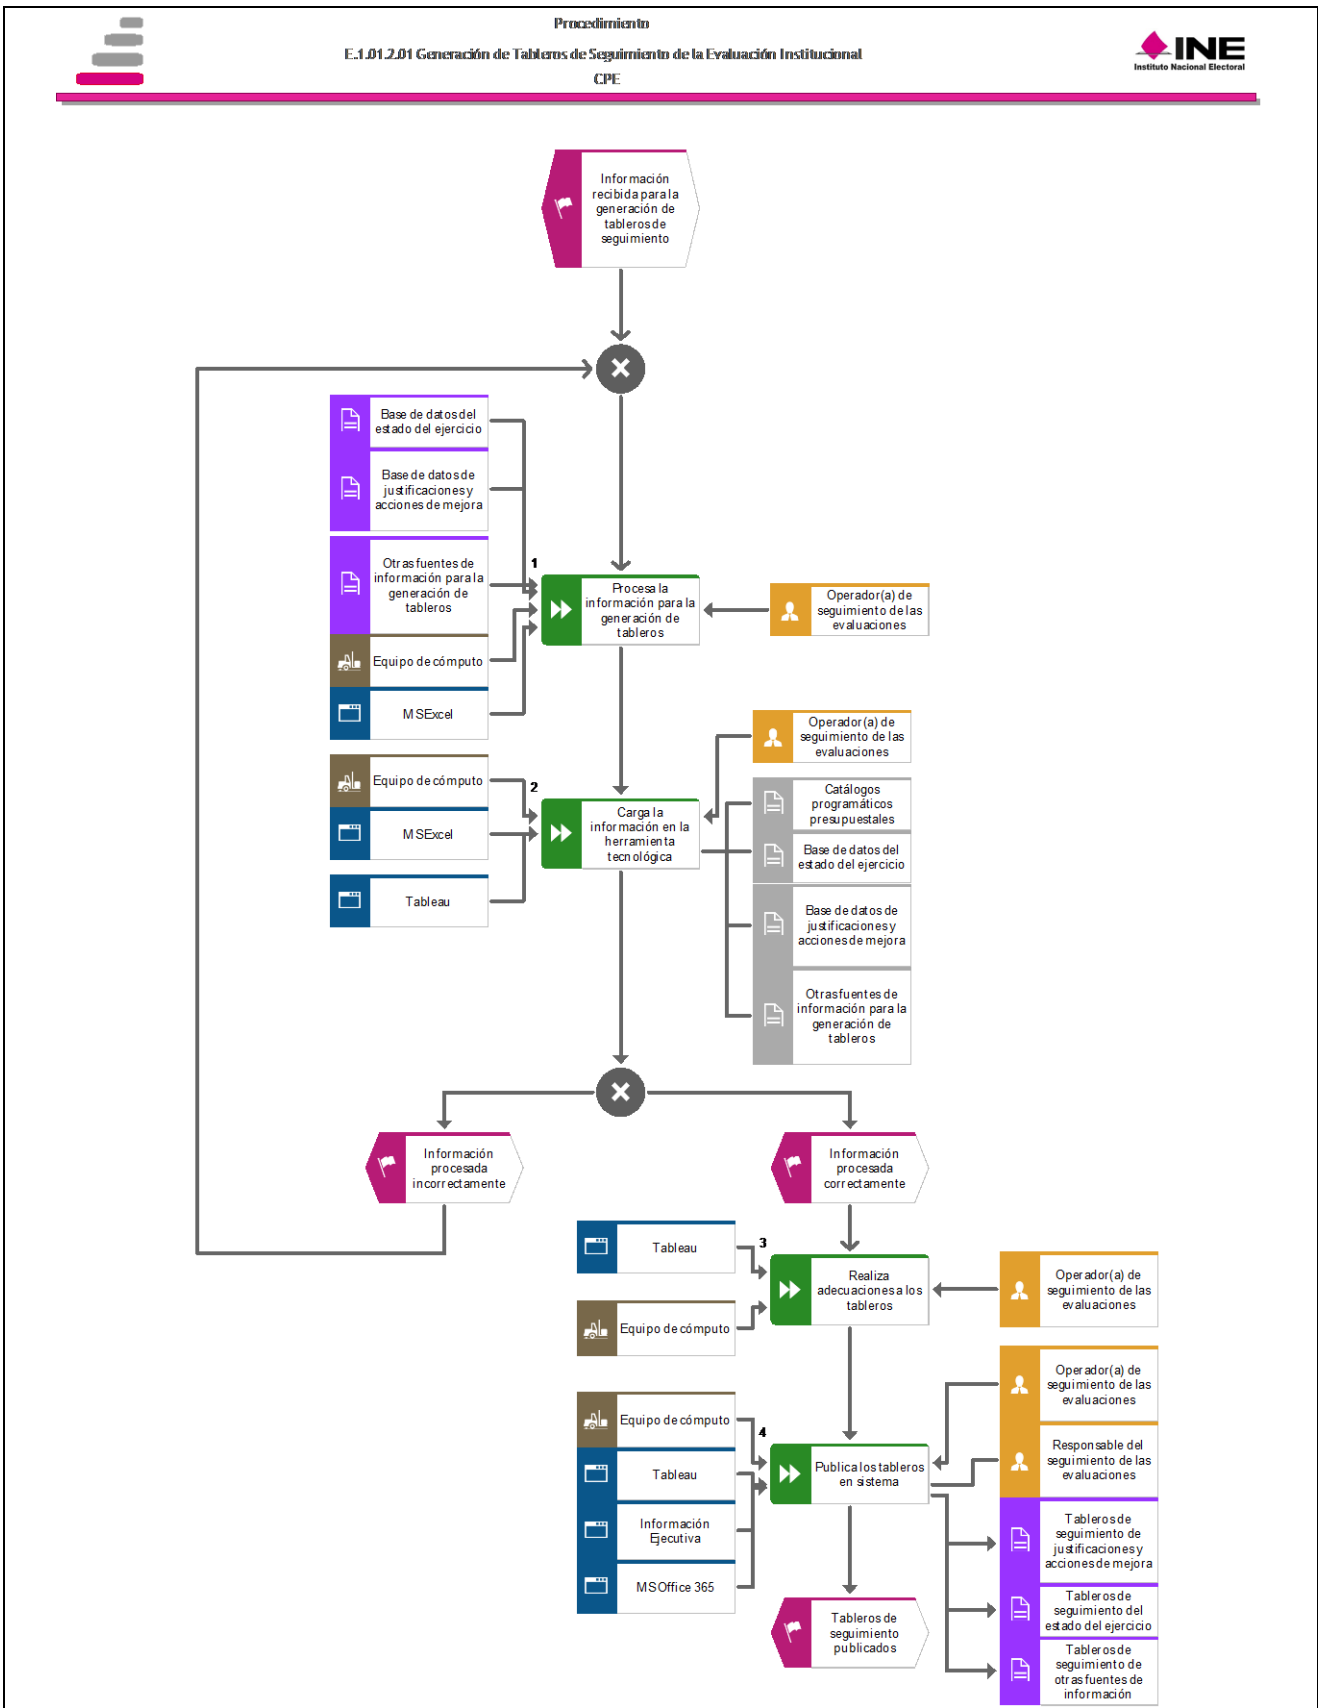 Procedimiento
E.1.01.2.01 Generación de Tableros de Seguimiento de la Evaluación Institucional
CPE
INE
Instituto Nacional Electoral
Información
recibida para la
generación de
tableros de
seguimiento
Base de datos del
estado del ejercicio
Base de datos de
justificaciones y
acciones de mejora
Otras fuentes de
información para la
generación de
tableros
Equipo de cómputo
MS Excel
1
Procesa la
información para la
generación de
tableros
Operador(a) de
seguimiento de las
evaluaciones
Equipo de cómputo
MS Excel
Tableau
2
Carga la
información en la
herramienta
tecnológica
Operador(a) de
seguimiento de las
evaluaciones
Catálogos
programáticos
presupuestales
Base de datos del
estado del ejercicio
Base de datos de
justificaciones y
acciones de mejora
Otras fuentes de
información para la
generación de
tableros
Información
procesada
incorrectamente
Información
procesada
correctamente
Tableau
Equipo de cómputo
3
Realiza
adecuaciones a los
tableros
Operador(a) de
seguimiento de las
evaluaciones
Equipo de cómputo
Tableau
Información
Ejecutiva
MS Office 365
4
Publica los tableros
en sistema
Operador(a) de
seguimiento de las
evaluaciones
Responsable del
seguimiento de las
evaluaciones
Tableros de
seguimiento de
justificaciones y
acciones de mejora
Tableros de
seguimiento del
estado del ejercicio
Tableros de
seguimiento de
otras fuentes de
información
Tableros de
seguimiento
publicados